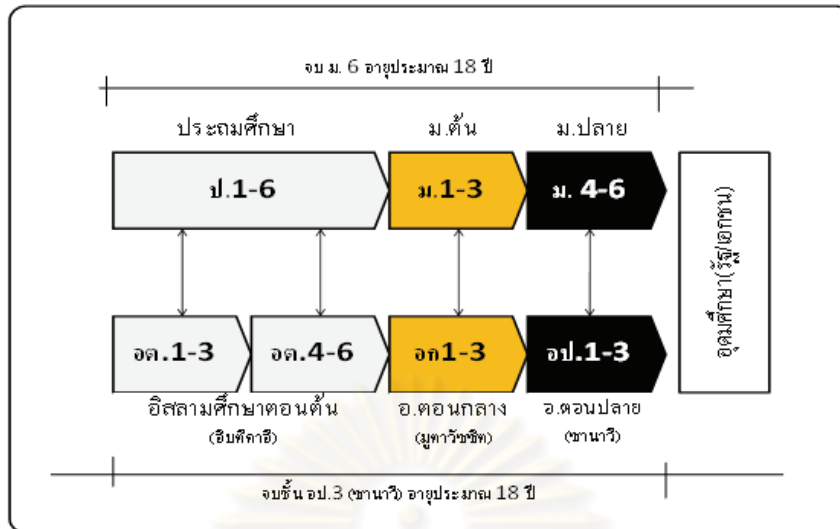 จบ ม. 6 อายุประมาณ 18 ปี
ประถมศึกษา ม.ต้น ม.ปลาย
ป.1-6 ม.1-3 ม. 4-6
อุดมศึกษา(รัฐ/เอกชน)
อต.1-3 อต.4-6 อก1-3 อป.1-3
อิสลามศึกษาตอนต้น อ.ตอนกลาง อ.ตอนปลาย
(อิบทีดาอี) (มูตาวัซซิท) (ซานาวี)
จบชั้น อป.3 (ซานาวี) อายุประมาณ 18 ปี